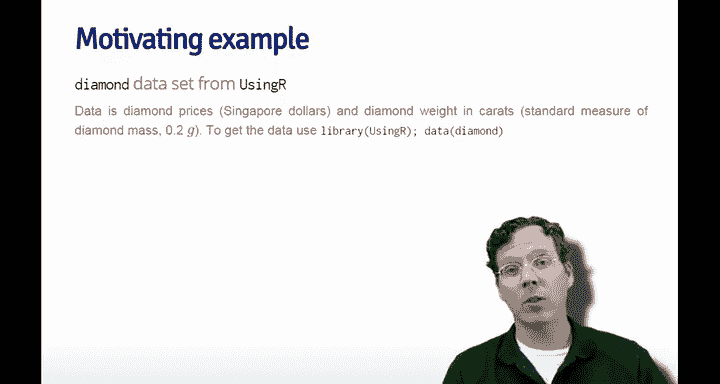 Motivating example
diamond data set from UsingR
Data is diamond prices (Singapore dollars) and diamond weight in carats (standard measure of
diamond mass, 0.2 g). To get the data use library(UsingR); data(diamond)